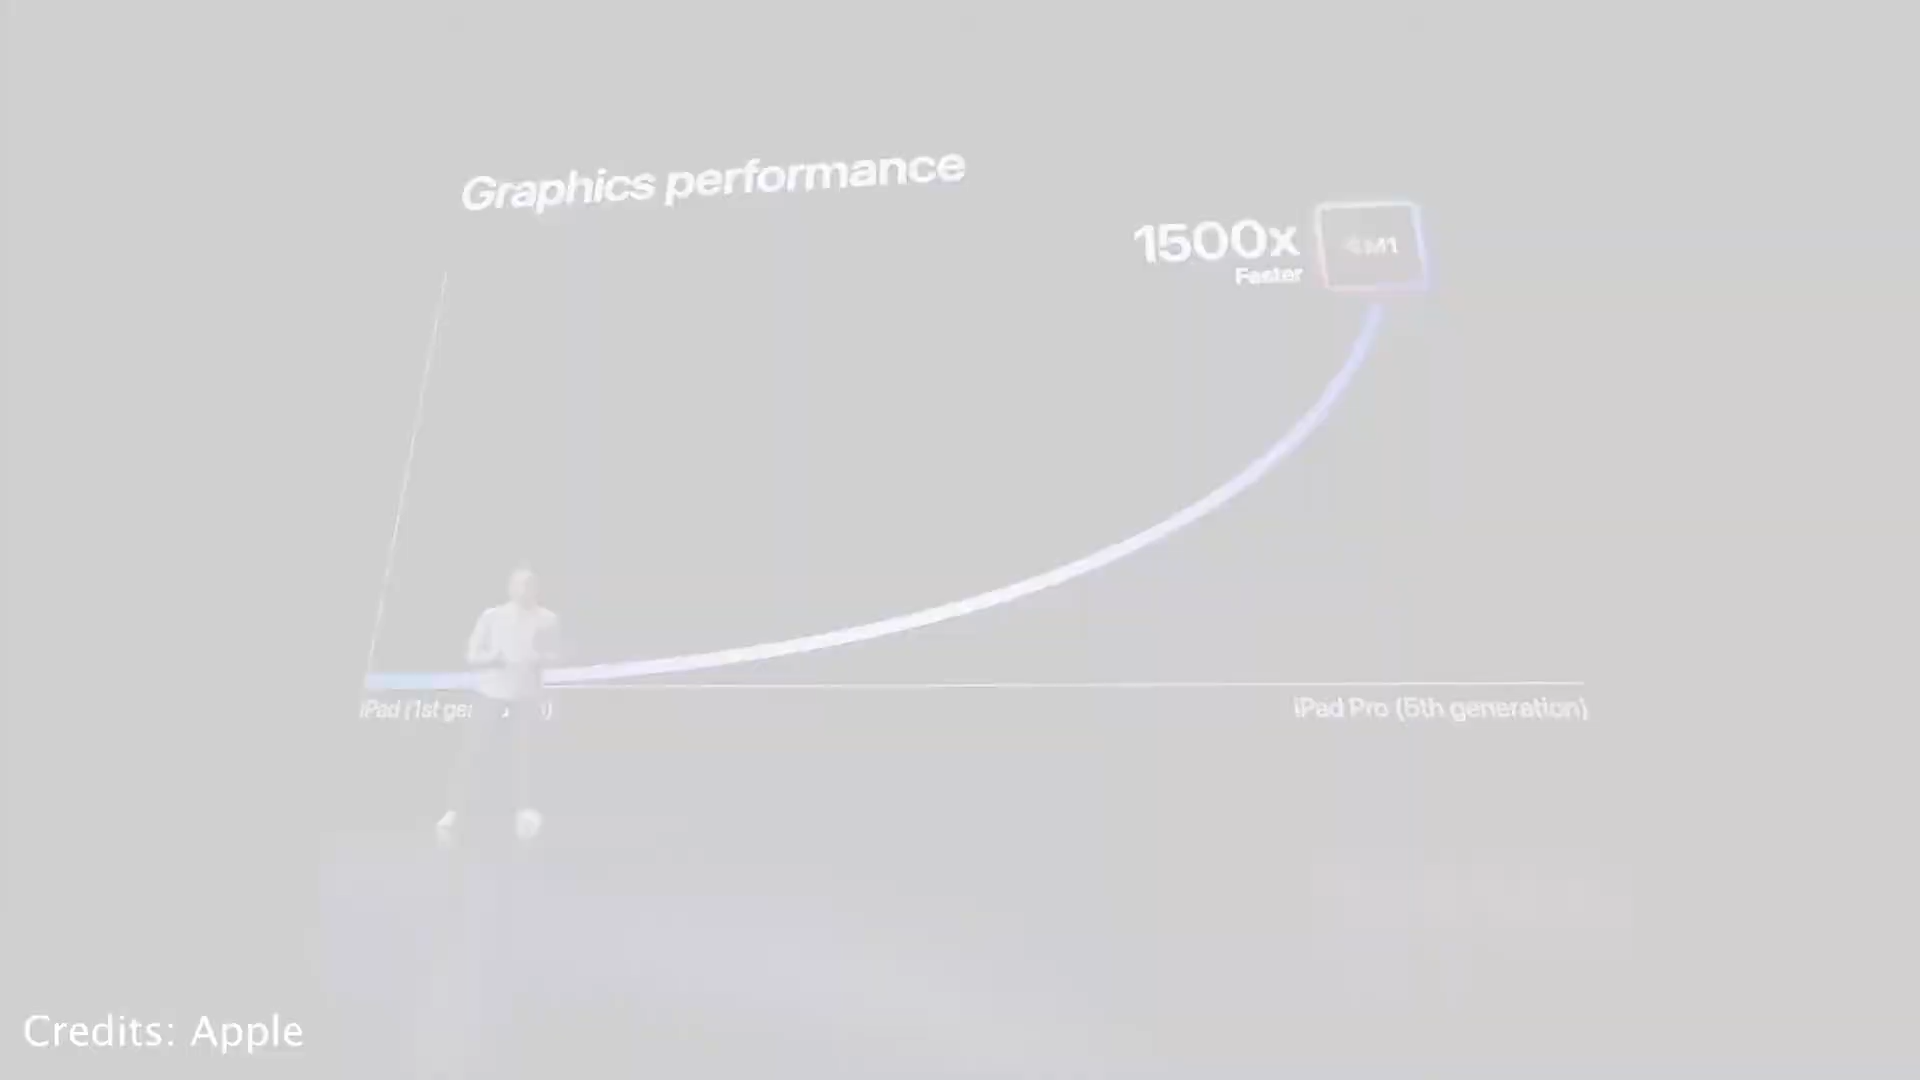 Graphics performance
1500x
Faster
M1
iPad (1st ge
iPad Pro (5th generation)
Credits: Apple